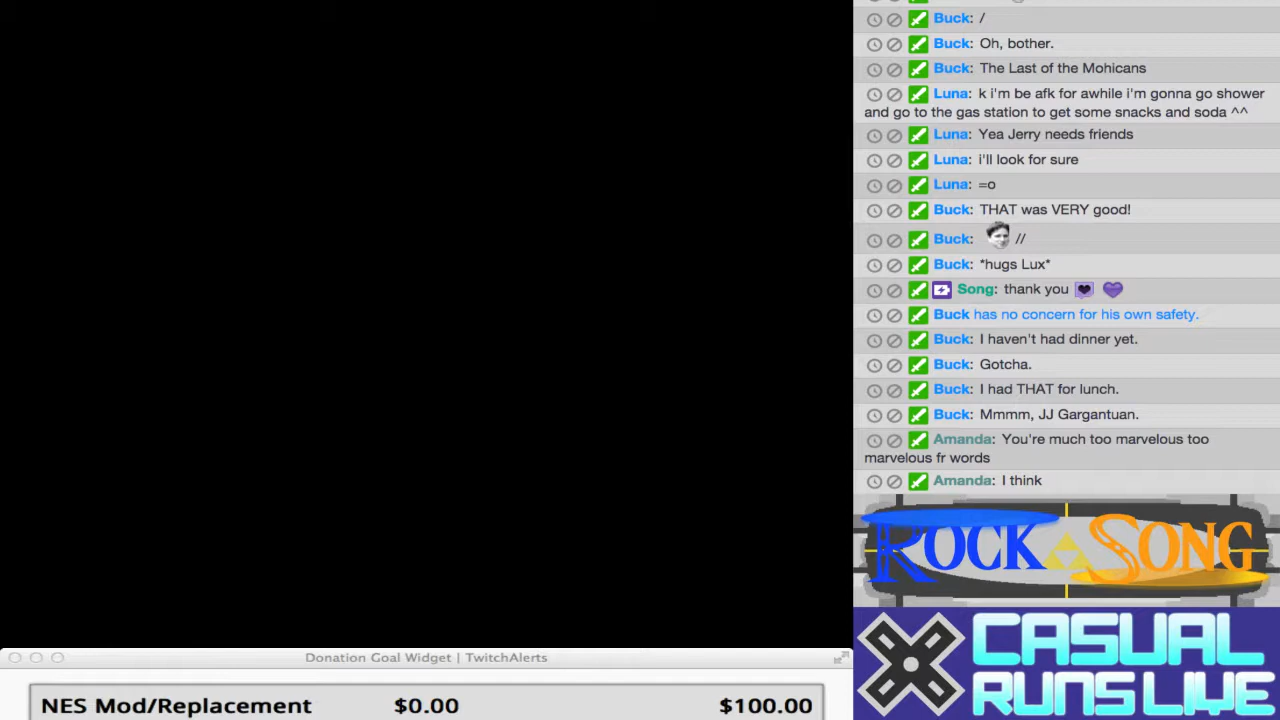 Buck: /
Buck: Oh, bother.
Buck: The Last of the Mohicans
Luna: k i'm be afk for awhile i'm gonna go shower
and go to the gas station to get some snacks and soda ^^
Luna: Yea Jerry needs friends
Luna: i'll look for sure
Luna: =o
Buck: THAT was VERY good!
Buck: //
Buck: *hugs Lux*
Song: thank you
Buck has no concern for his own safety.
Buck: I haven't had dinner yet.
Buck: Gotcha.
Buck: I had THAT for lunch.
Buck: Mmmm, JJ Gargantuan.
Amanda: You're much too marvelous too
marvelous fr words
Amanda: I think
ROCK SONG
CASUAL
RUNS LIVE
Donation Goal Widget | TwitchAlerts
NES Mod/Replacement $0.00 $100.00